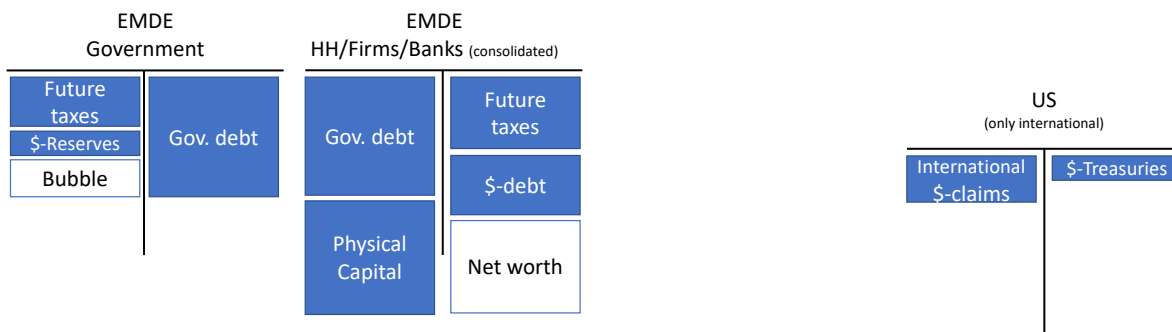 EMDE
Government
Future
taxes
$-Reserves
Bubble
Gov. debt
EMDE
HH/Firms/Banks (consolidated)
Gov. debt
Physical
Capital
Future
taxes
$-debt
Net worth
US
(only international)
International
$-claims
$-Treasuries